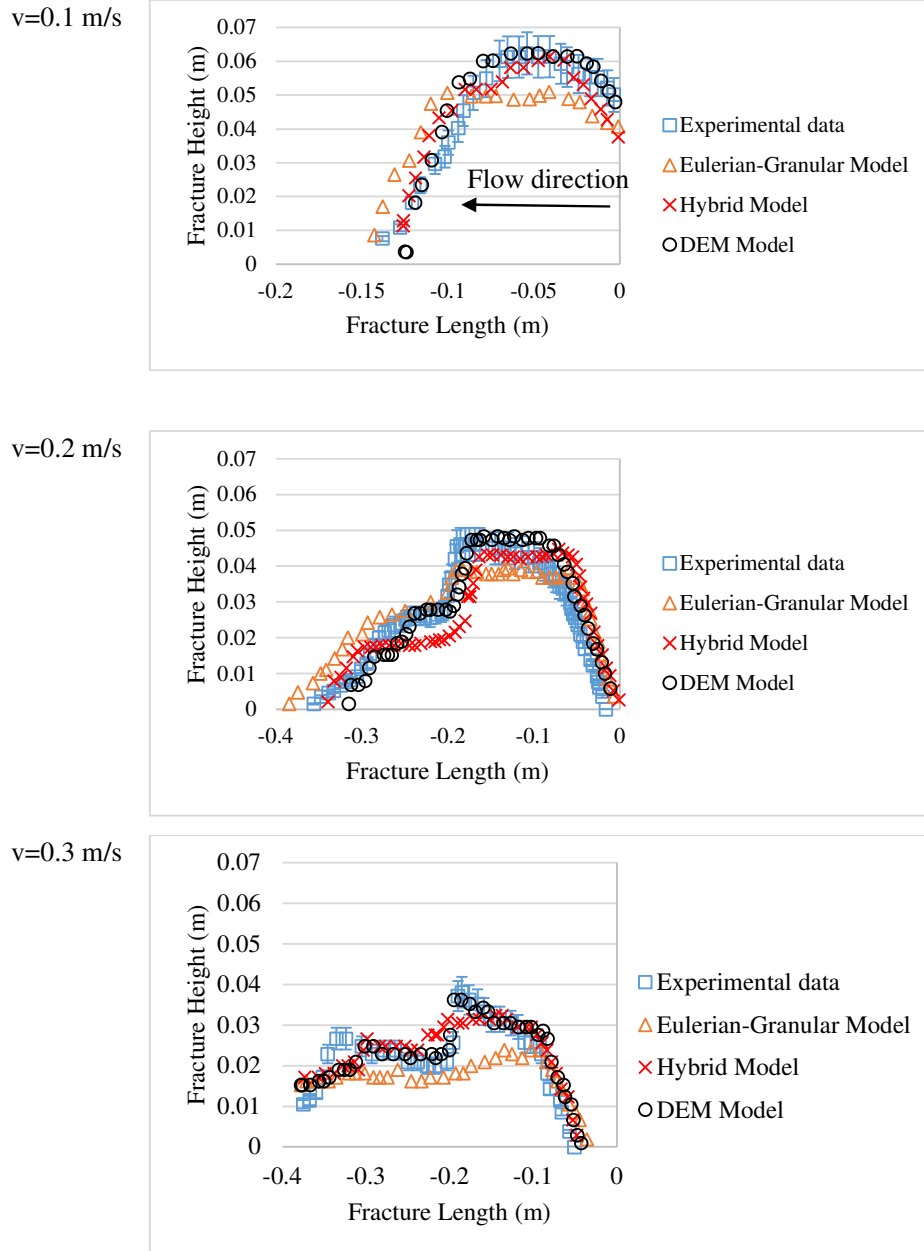 v=0.1 m/s
Fracture Height (m)
0.07
0.06
0.05
0.04
0.03
0.02
0.01
0
-0.2
-0.15
-0.1
-0.05
0
Fracture Length (m)
Flow direction
Experimental data
Eulerian-Granular Model
Hybrid Model
DEM Model
v=0.2 m/s
Fracture Height (m)
0.07
0.06
0.05
0.04
0.03
0.02
0.01
0
-0.4
-0.3
-0.2
-0.1
0
Fracture Length (m)
Experimental data
Eulerian-Granular Model
Hybrid Model
DEM Model
v=0.3 m/s
Fracture Height (m)
0.07
0.06
0.05
0.04
0.03
0.02
0.01
0
-0.4
-0.3
-0.2
-0.1
0
Fracture Length (m)
Experimental data
Eulerian-Granular Model
Hybrid Model
DEM Model